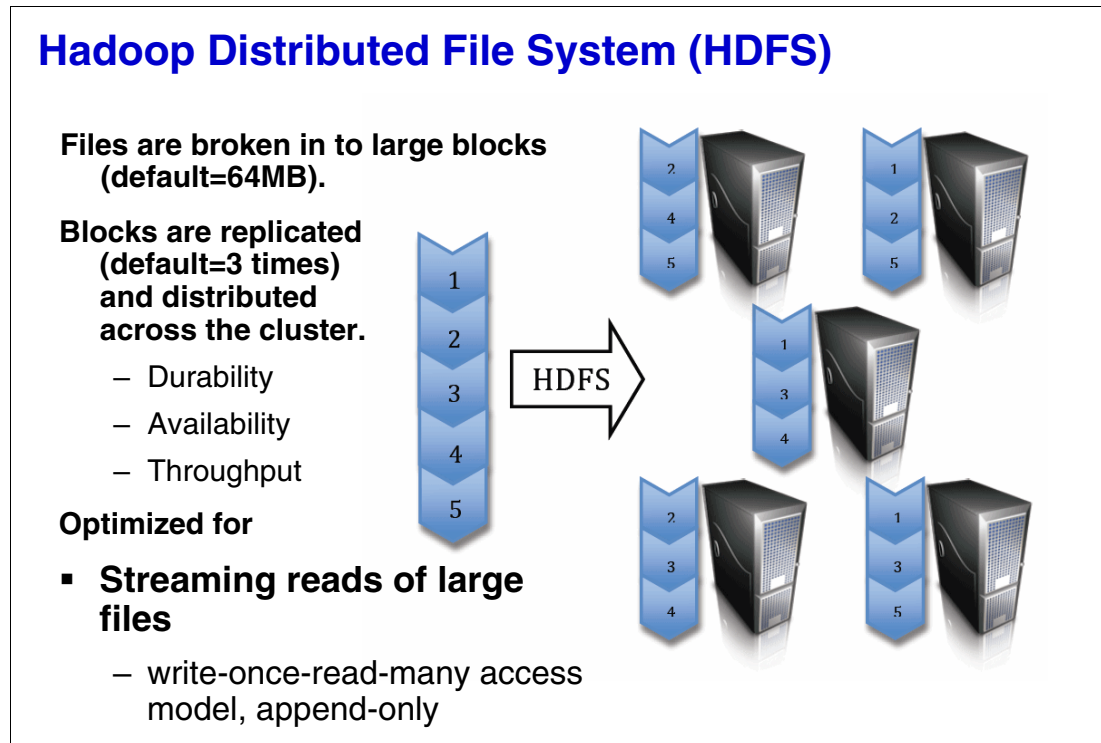 Hadoop Distributed File System (HDFS)
Files are broken in to large blocks
(default=64MB).
Blocks are replicated
(default=3 times)
and distributed
across the cluster.
– Durability
– Availability
– Throughput
Optimized for
▪ Streaming reads of large
files
– write-once-read-many access
model, append-only
1
2
3
4
5
HDFS
2
4
5
1
2
5
1
3
4
2
3
4
1
3
5